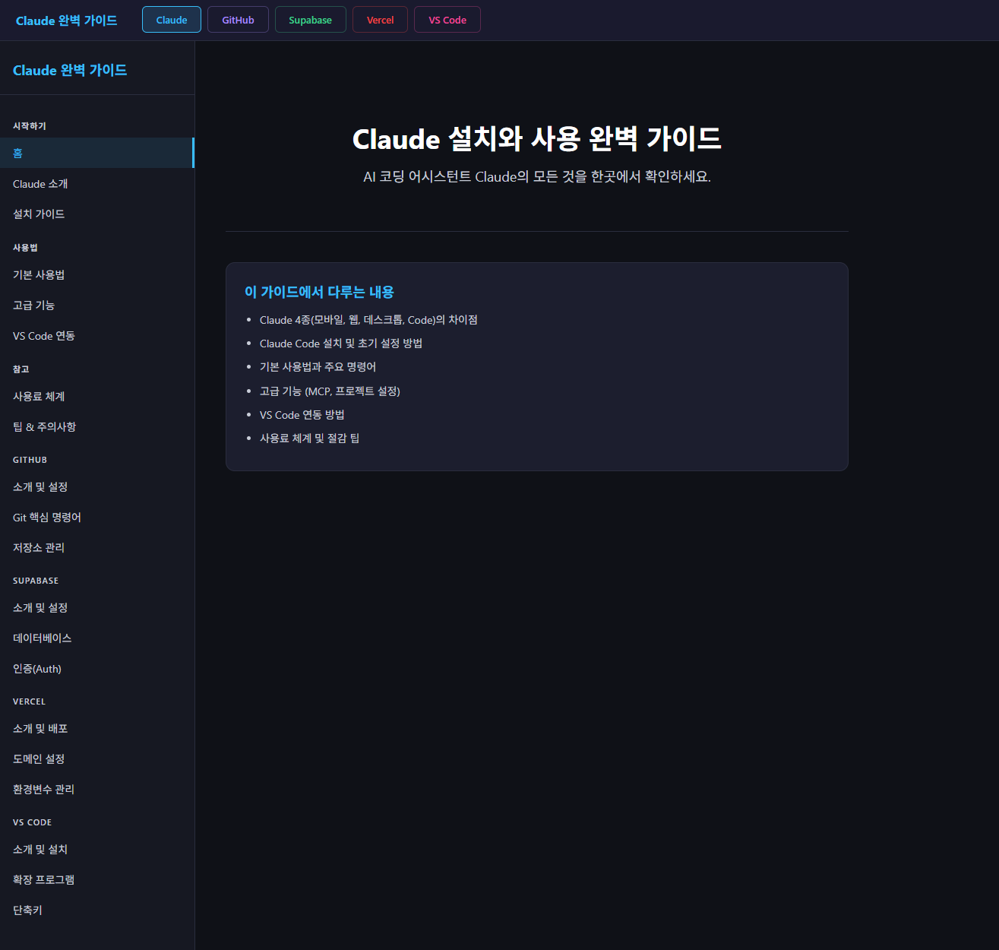 Claude 완벽 가이드
Claude
GitHub
Supabase
Vercel
VS Code
Claude 완벽 가이드
시작하기
홈
Claude 소개
설치 가이드
사용법
기본 사용법
고급 기능
VS Code 연동
참고
사용료 체계
팁 & 주의사항
GITHUB
소개 및 설정
Git 핵심 명령어
저장소 관리
SUPABASE
소개 및 설정
데이터베이스
인증(Auth)
VERCEL
소개 및 배포
도메인 설정
환경변수 관리
VS CODE
소개 및 설치
확장 프로그램
단축키
Claude 설치와 사용 완벽 가이드
AI 코딩 어시스턴트 Claude의 모든 것을 한곳에서 확인하세요.
이 가이드에서 다루는 내용
• Claude 4종(모바일, 웹, 데스크톱, Code)의 차이점
• Claude Code 설치 및 초기 설정 방법
• 기본 사용법과 주요 명령어
• 고급 기능 (MCP, 프로젝트 설정)
• VS Code 연동 방법
• 사용료 체계 및 절감 팁